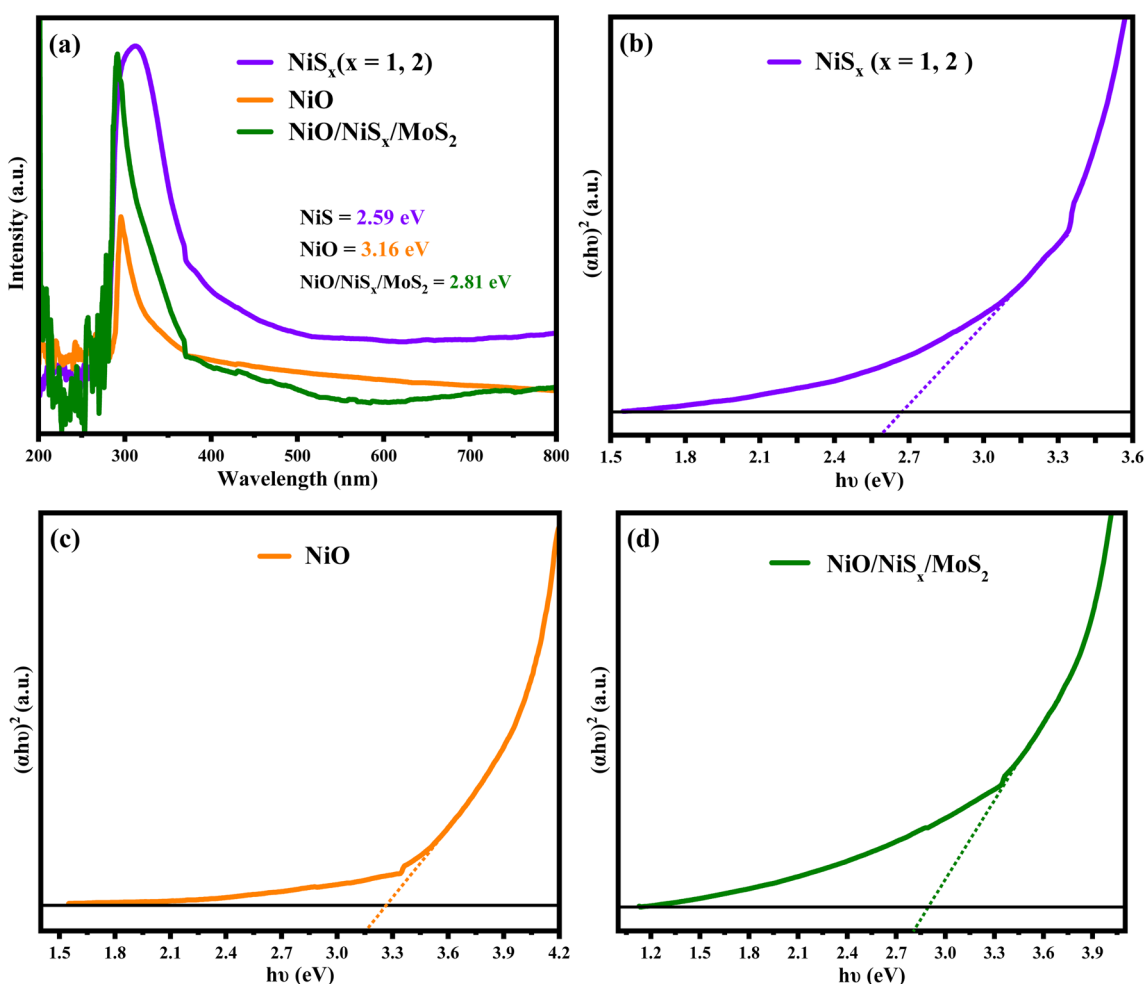 (a)
NiSₓ(x = 1, 2)
NiO
NiO/NiSₓ/MoS₂
NiS = 2.59 eV
NiO = 3.16 eV
NiO/NiSₓ/MoS₂ = 2.81 eV
Intensity (a.u.)
200 300 400 500 600 700 800
Wavelength (nm)
(b)
NiSₓ (x = 1, 2 )
(αhυ)² (a.u.)
1.5 1.8 2.1 2.4 2.7 3.0 3.3 3.6
hυ (eV)
(c)
NiO
(αhυ)² (a.u.)
1.5 1.8 2.1 2.4 2.7 3.0 3.3 3.6 3.9 4.2
hυ (eV)
(d)
NiO/NiSₓ/MoS₂
(αhυ)² (a.u.)
1.2 1.5 1.8 2.1 2.4 2.7 3.0 3.3 3.6 3.9
hυ (eV)